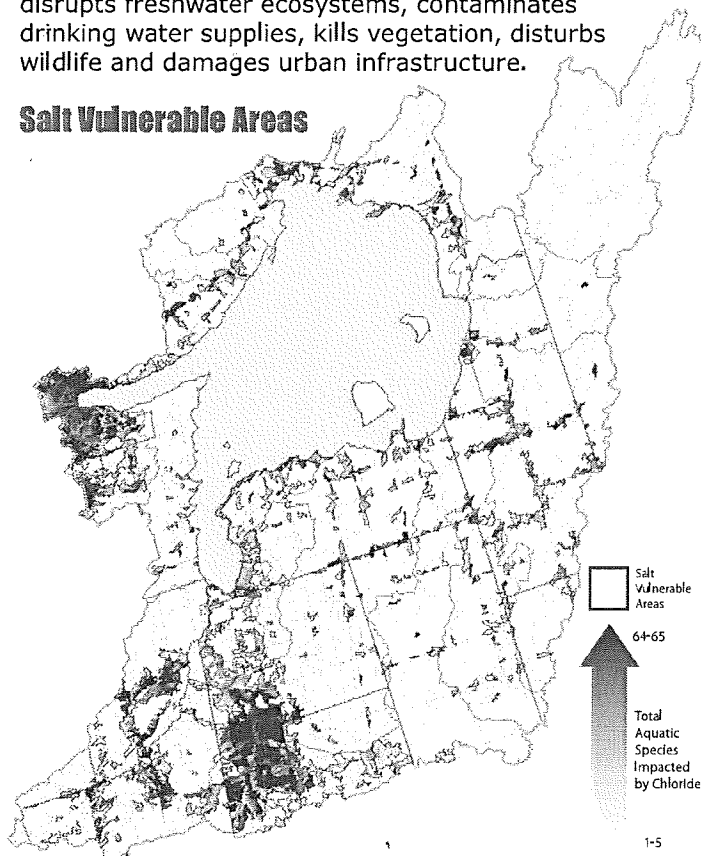 disrupts freshwater ecosystems, contaminates
drinking water supplies, kills vegetation, disturbs
wildlife and damages urban infrastructure.
Salt Vulnerable Areas
Salt
Vulnerable
Areas
64-65
Total
Aquatic
Species
Impacted
by Chloride
1-5